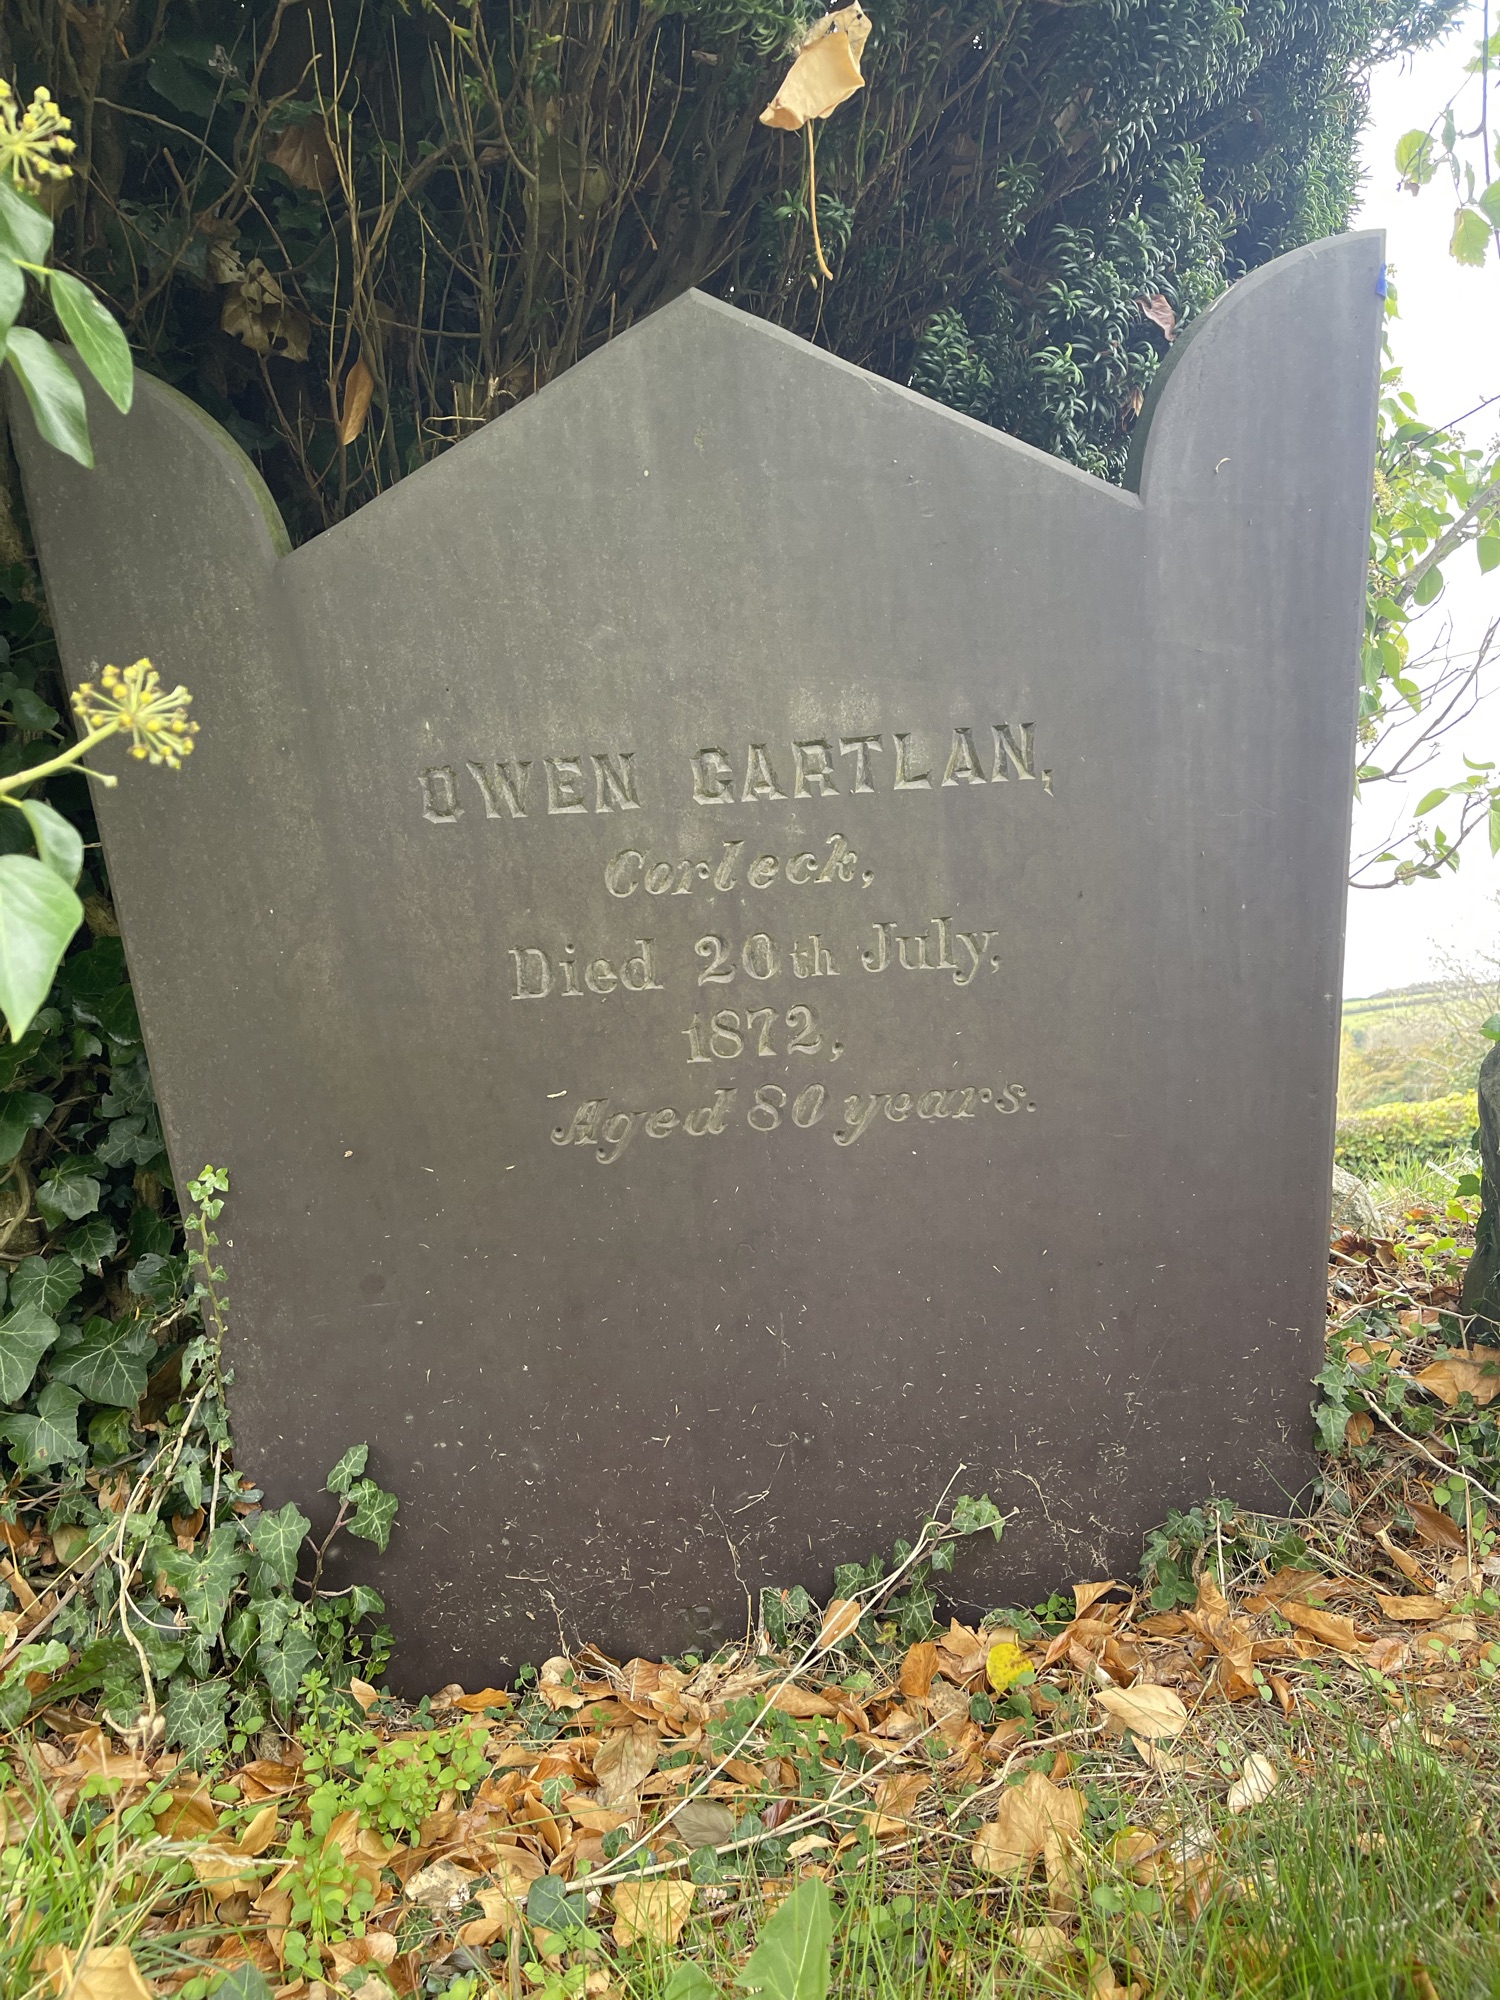 OWEN GARTLAN,
Corleck,
Died 20th July,
1872,
Aged 80 years.